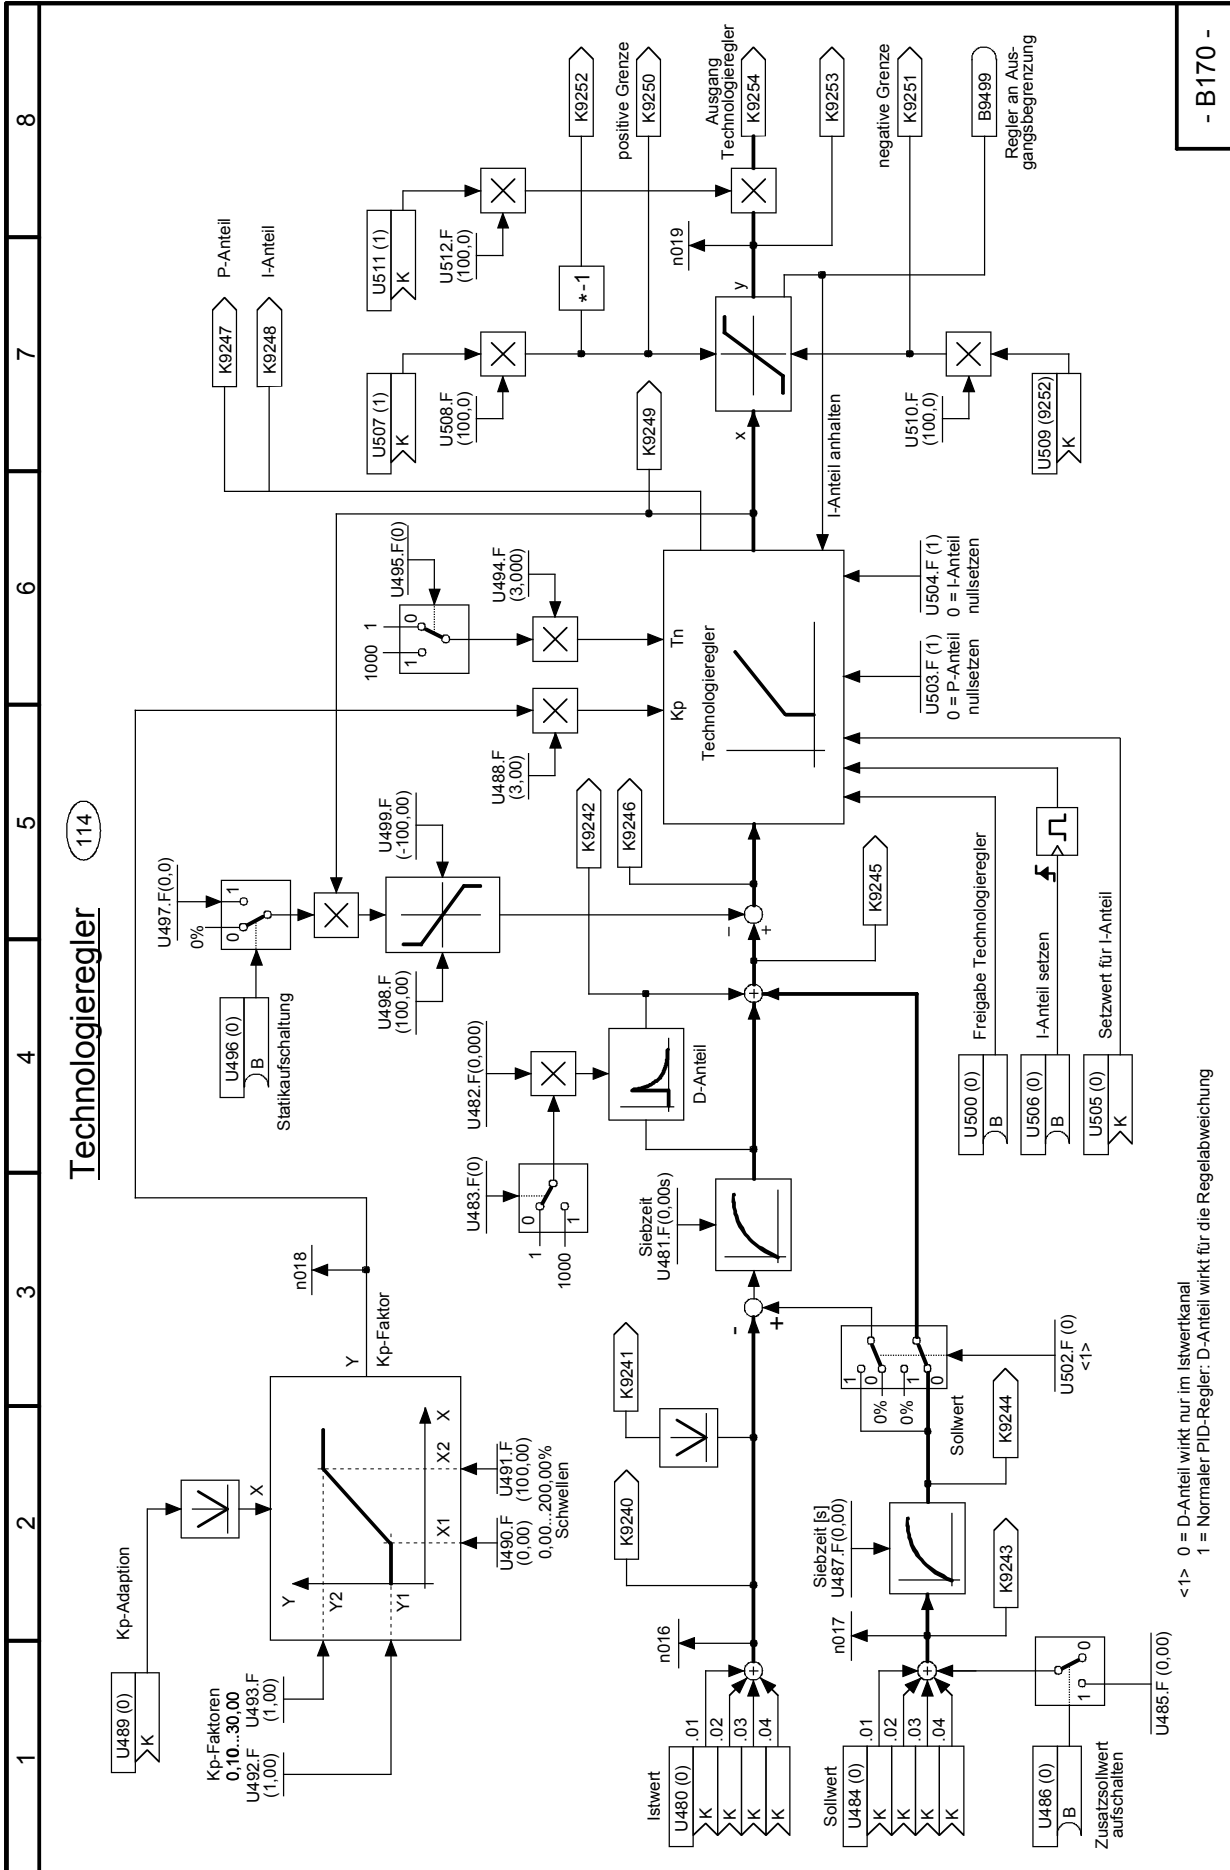 1
2
3
4
5
6
7
8
Technologieregler
114
U489 (0)
K
Kp-Adaption
Kp-Faktoren
0,10...30,00
U492.F
(1,00)
U493.F
(1,00)
X
Y
Y2
Y1
X
X1
X2
U490.F
(0,00)
U491.F
(100,00)
0,00...200,00%
Schwellen
Y
Kp-Faktor
n018
U496 (0)
B
Statikaufschaltung
U497.F(0,0)
0%
0
1
U498.F
(100,00)
U499.F
(-100,00)
U483.F(0)
0
1
1
1000
U482.F(0,000)
D-Anteil
K9242
K9246
U488.F
(3,00)
1000
1
1
0
U495.F(0)
U494.F
(3,000)
Kp
Tn
Technologieregler
K9247
P-Anteil
K9248
I-Anteil
K9249
U507 (1)
K
U508.F
(100,0)
U511 (1)
K
U512.F
(100,0)
*-1
K9252
positive Grenze
K9250
Ausgang
Technologieregler
K9254
K9253
negative Grenze
K9251
B9499
Regler an Aus-
gangsbegrenzung
n019
x
y
I-Anteil anhalten
U510.F
(100,0)
U509 (9252)
K
U503.F (1)
0 = P-Anteil
nullsetzen
U504.F (1)
0 = I-Anteil
nullsetzen
Istwert
U480 (0)
K
K
K
K
.01
.02
.03
.04
n016
K9240
K9241
-
+
Siebzeit
U481.F(0,00s)
–
+
+
K9245
Sollwert
U484 (0)
K
K
K
K
.01
.02
.03
.04
+
n017
K9243
Siebzeit [s]
U487.F(0,00)
K9244
Sollwert
1
0
0%
0%
1
0
U502.F (0)
<1>
U486 (0)
B
Zusatzsollwert
aufschalten
1
0
U485.F (0,00)
U500 (0)
B
Freigabe Technologieregler
U506 (0)
B
I-Anteil setzen
U505 (0)
K
Setzwert für I-Anteil
<1> 0 = D-Anteil wirkt nur im Istwertkanal
1 = Normaler PID-Regler: D-Anteil wirkt für die Regelabweichung
- B170 -